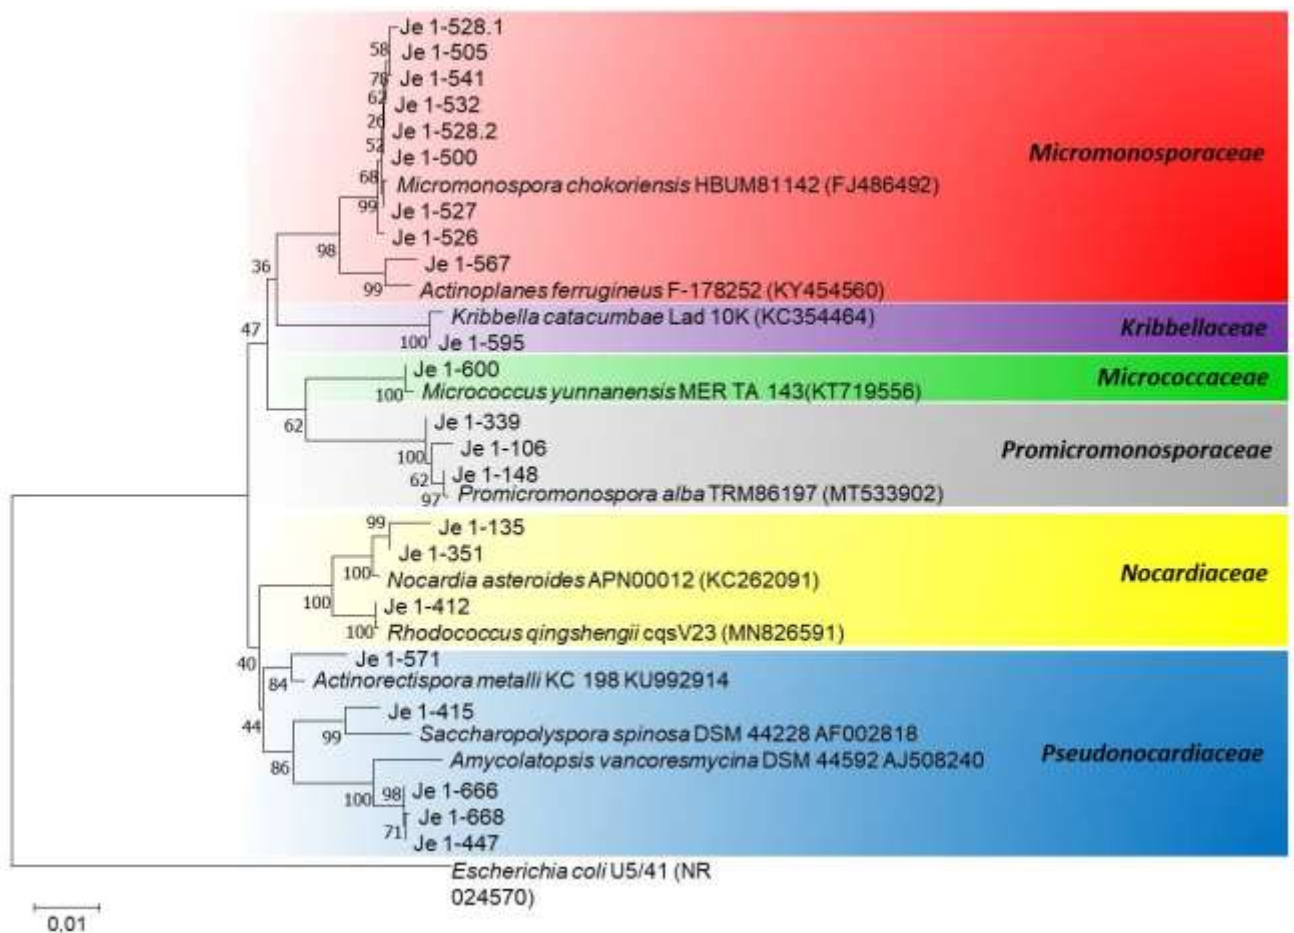 Je 1-528.1
58
Je 1-505
78
Je 1-541
62
Je 1-532
26
Je 1-528.2
52
Je 1-500
68
Micromonospora chokoriensis HBUM81142 (FJ486492)
99
Je 1-527
Je 1-526
98
Je 1-567
99
Actinoplanes ferrugineus F-178252 (KY454560)
Micromonosporaceae
36
Kribbella catacumbae Lad 10K (KC354464)
100
Je 1-595
Kribbellaceae
47
Je 1-600
100
Micrococcus yunnanensis MER TA 143(KT719556)
Micrococcaceae
62
Je 1-339
100
Je 1-106
62
Je 1-148
97
Promicromonospora alba TRM86197 (MT533902)
Promicromonosporaceae
99
Je 1-135
Je 1-351
100
Nocardia asteroides APN00012 (KC262091)
100
Je 1-412
100
Rhodococcus qingshengii cqsV23 (MN826591)
Nocardiaceae
40
Je 1-571
84
Actinorectispora metalli KC 198 KU992914
44
Je 1-415
99
Saccharopolyspora spinosa DSM 44228 AF002818
86
Amycolatopsis vancoresmycina DSM 44592 AJ508240
100
98
Je 1-666
Je 1-668
71
Je 1-447
Pseudonocardiaceae
Escherichia coli U5/41 (NR
024570)
0,01